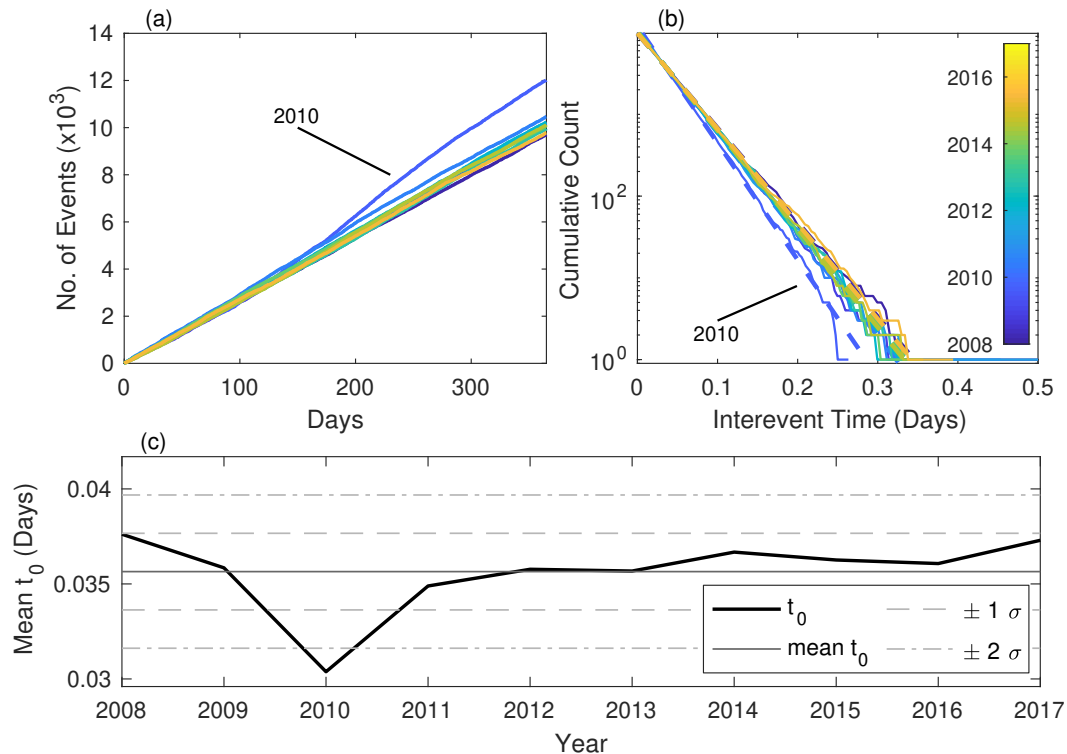 (a)
14
12
10
8
6
4
2
0
No. of Events (x10³)
2010
0 100 200 300
Days
(b)
10²
10⁰
Cumulative Count
2010
2016
2014
2012
2010
2008
0 0.1 0.2 0.3 0.4 0.5
Interevent Time (Days)
(c)
0.04
0.035
0.03
Mean t₀ (Days)
t₀ ± 1 σ
mean t₀ ± 2 σ
2008 2009 2010 2011 2012 2013 2014 2015 2016 2017
Year